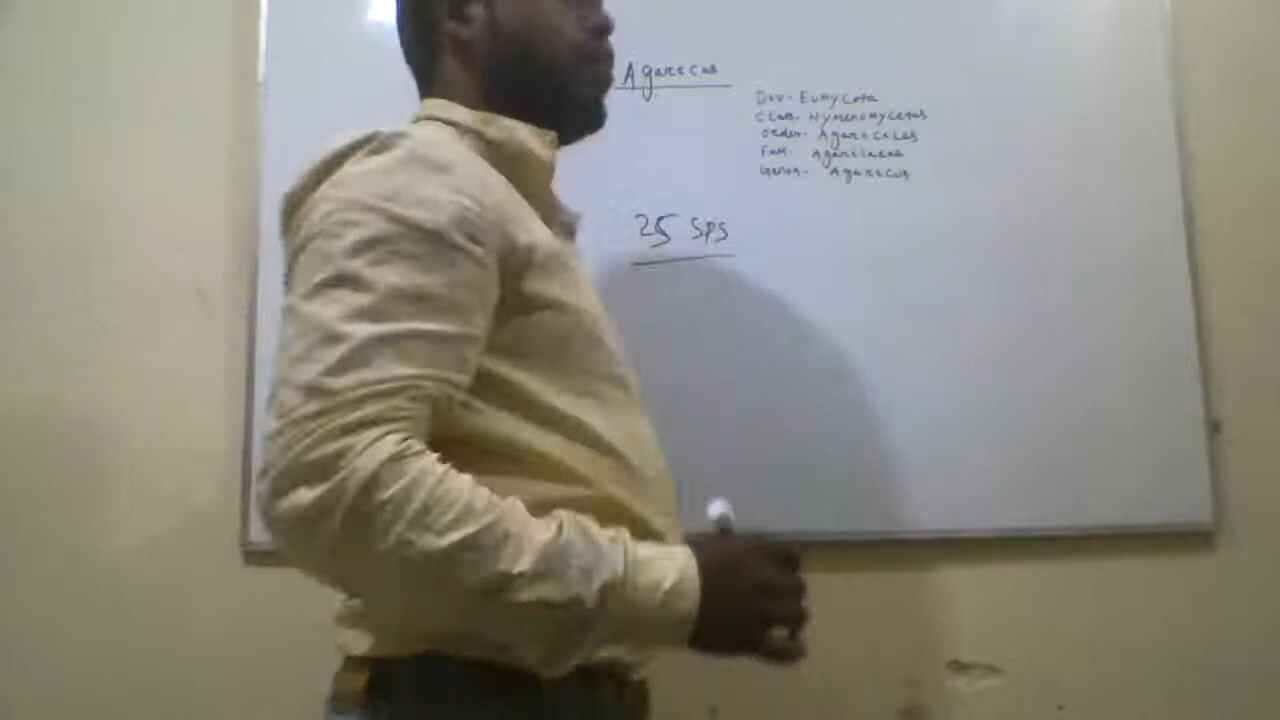 Agaricus
Div- Eumycota
Class- Hymenomycetes
Order- Agaricales
Fam- Agaricaceae
Genus- Agaricus
25 sps